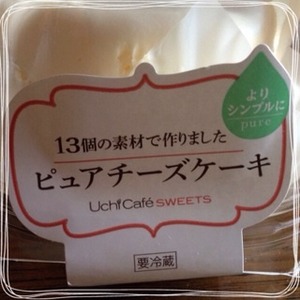 より
シンプルに
pure
13個の素材で作りました
ピュアチーズケーキ
Uchi Café SWEETS
要冷蔵